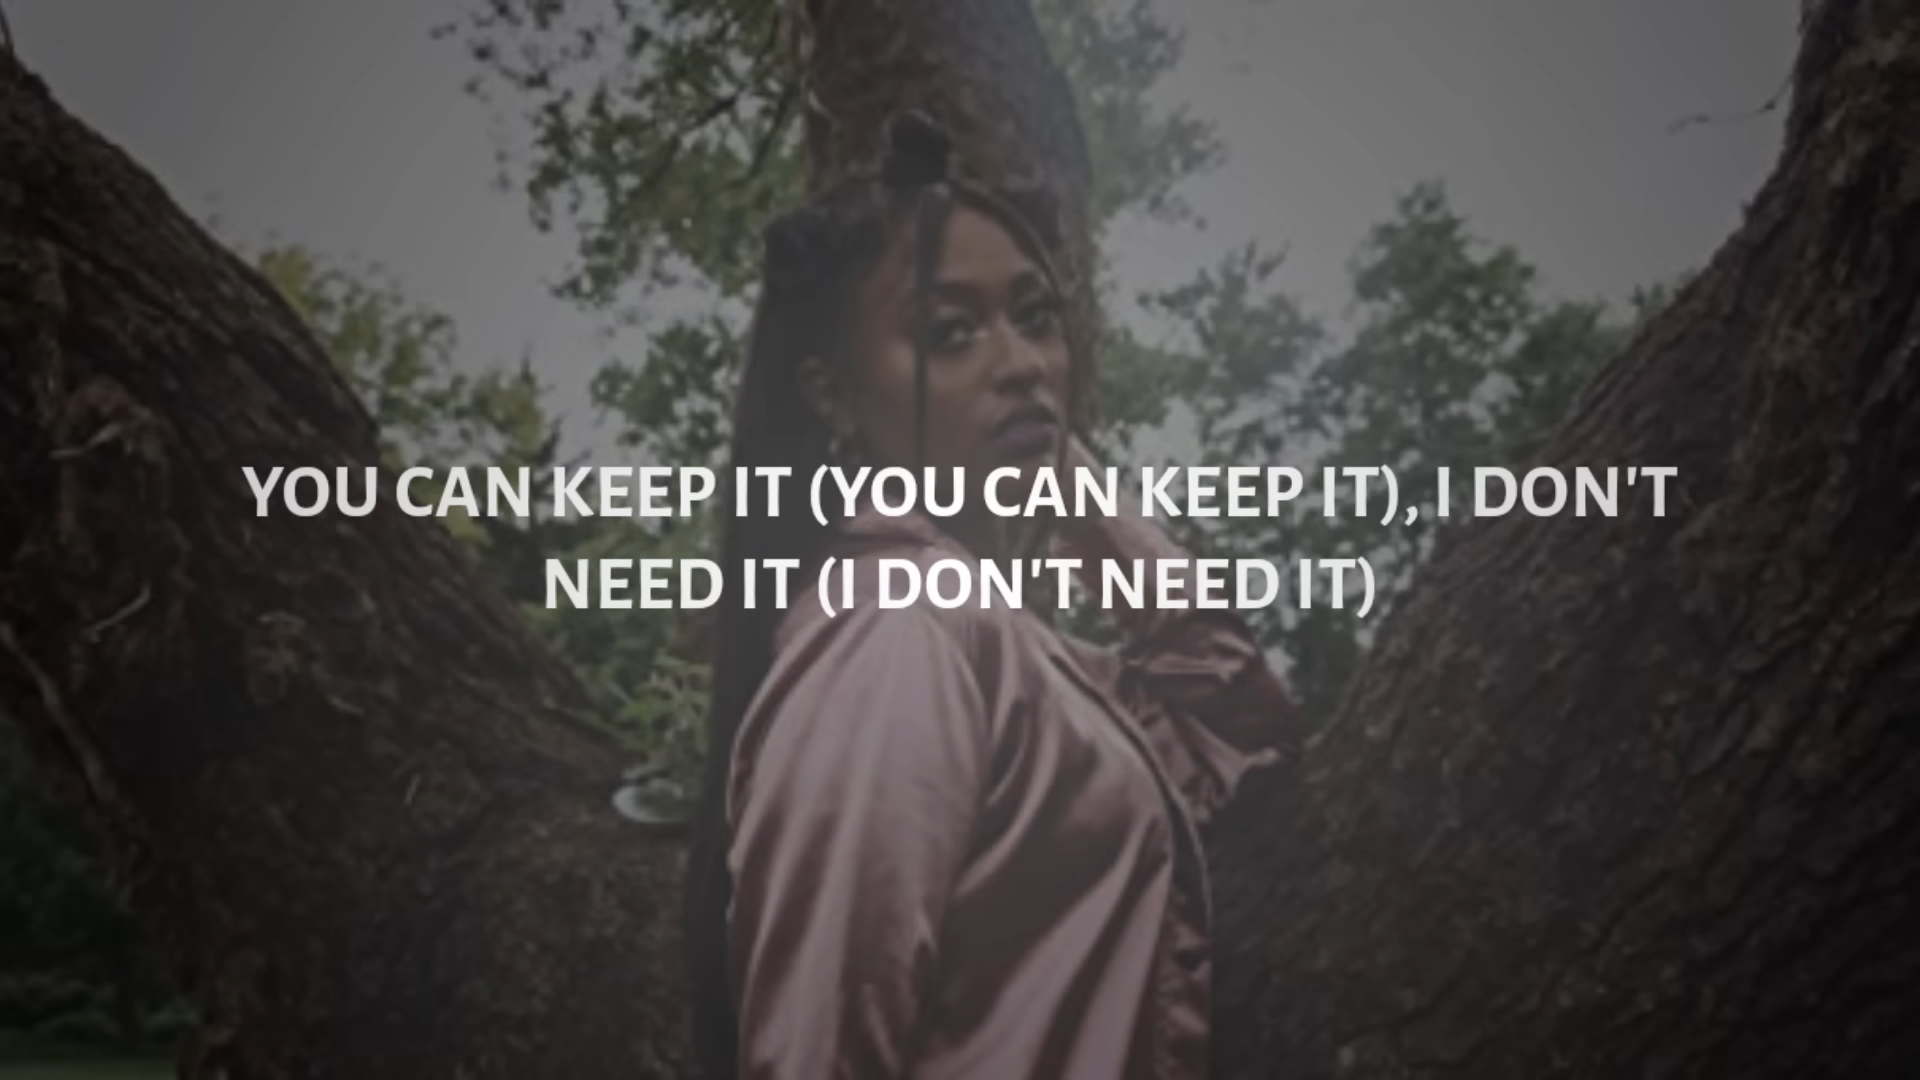 YOU CAN KEEP IT (YOU CAN KEEP IT), I DON'T
NEED IT (I DON'T NEED IT)